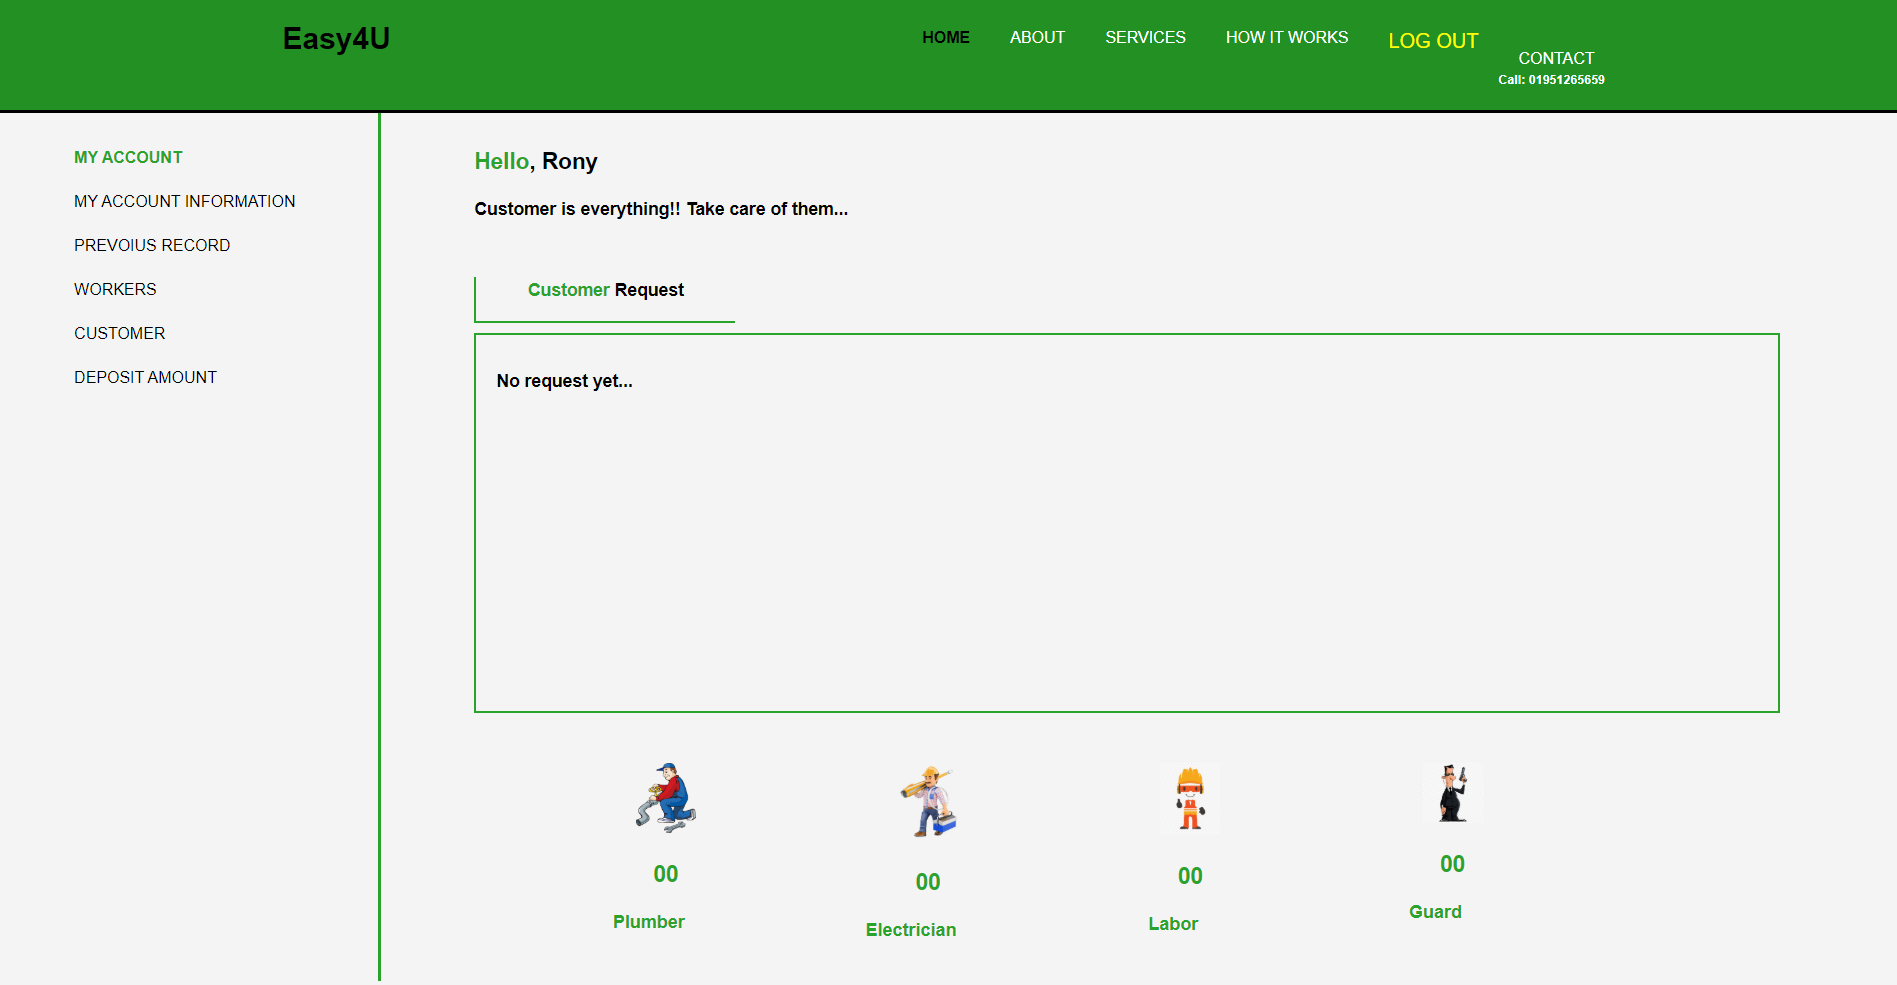 Easy4U
HOME ABOUT SERVICES HOW IT WORKS LOG OUT
CONTACT
Call: 01951265659
MY ACCOUNT
MY ACCOUNT INFORMATION
PREVOIUS RECORD
WORKERS
CUSTOMER
DEPOSIT AMOUNT
Hello, Rony
Customer is everything!! Take care of them...
Customer Request
No request yet...
00 00 00 00
Plumber Electrician Labor Guard